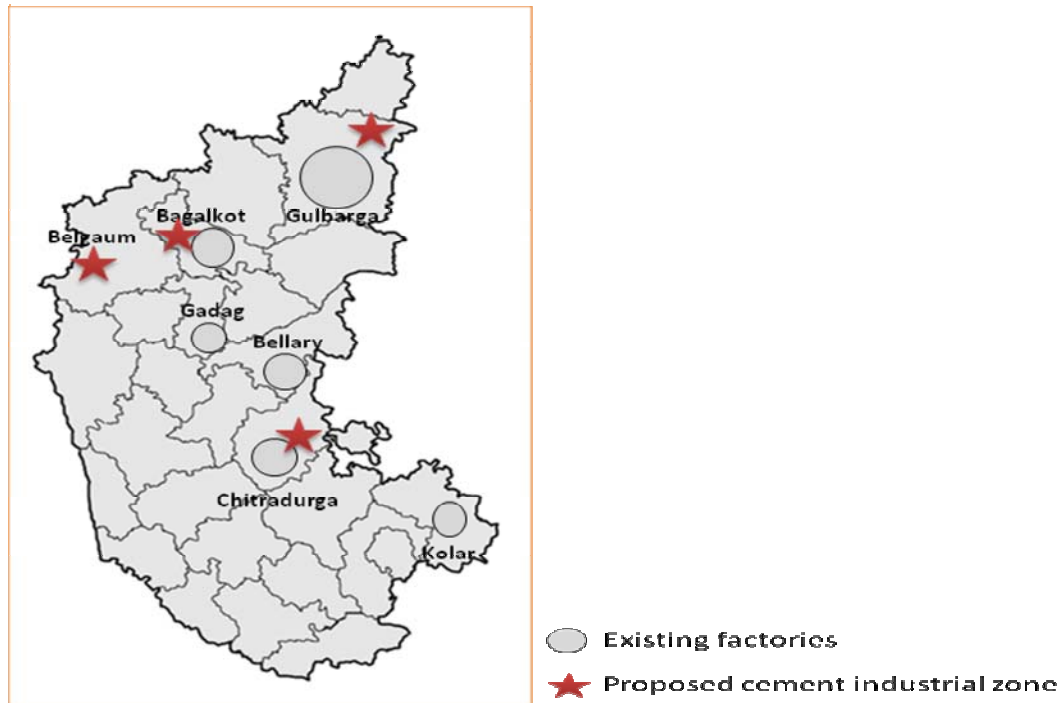 Bagalkot
Gulbarga
Belgaum
Gadag
Bellary
Chitradurga
Kolar
Existing factories
Proposed cement industrial zone